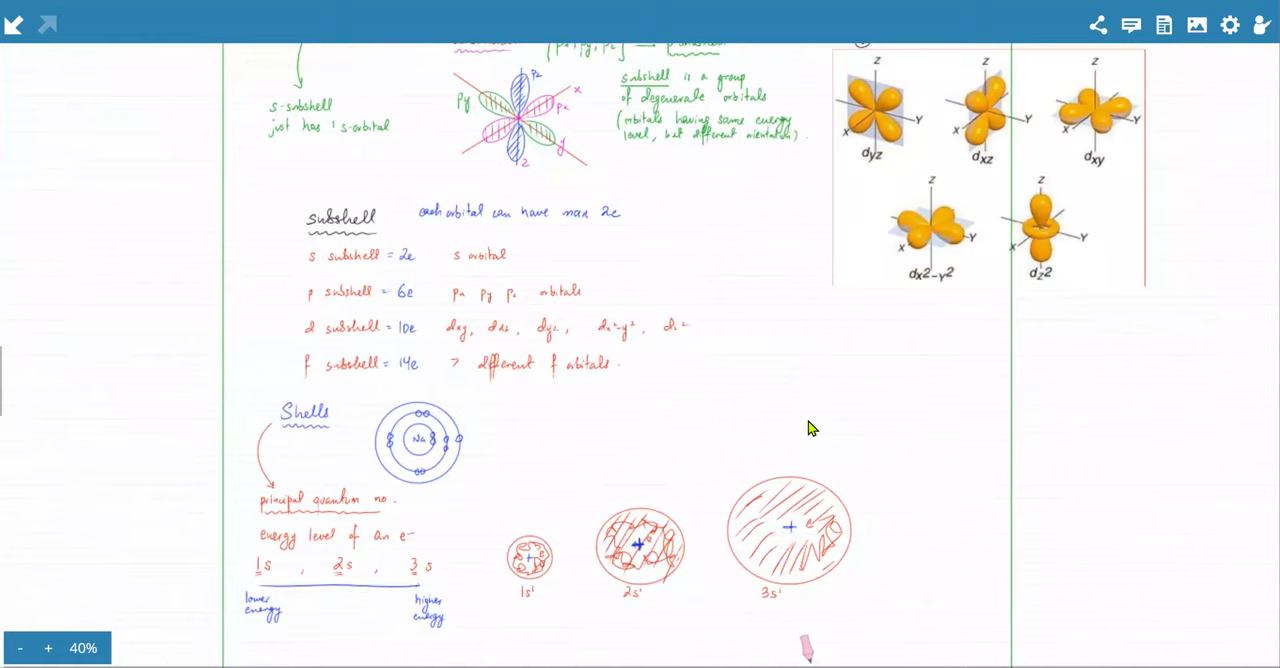 s-subshell
just has 1 s-orbital
pz
x
py
px
y
z
subshell is a group
of degenerate orbitals
(orbitals having same energy
level, but different orientation).
Z
Y
X
dyz
Z
Y
X
dxz
Z
Y
X
dxy
Z
Y
X
dx2-Y2
Z
Y
X
dz2
subshell each orbital can have max 2e
s subshell = 2e s orbital
p subshell = 6e px py pz orbitals
d subshell = 10e dxy, dxz, dyz, dx²-y², dz²
f subshell = 14e 7 different f orbitals.
Shells
Na
principal quantum no.
energy level of an e-
1s, 2s, 3s
lower
energy
higher
energy
+
1s¹
+
2s¹
+ e
3s¹
- + 40%